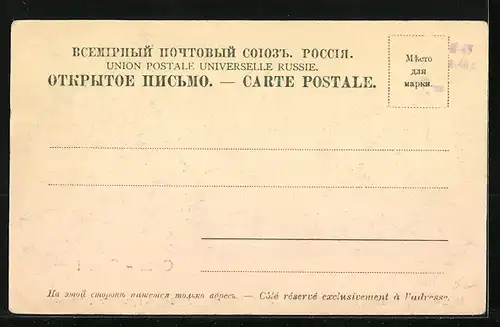 ВСЕМІРНЫЙ ПОЧТОВЫЙ СОЮЗЪ. РОССІЯ.
UNION POSTALE UNIVERSELLE RUSSIE.
ОТКРЫТОЕ ПИСЬМО. — CARTE POSTALE.
Мѣсто
для
марки.
На этой сторонѣ пишется только адресъ. — Côté réservé exclusivement à l'adresse.